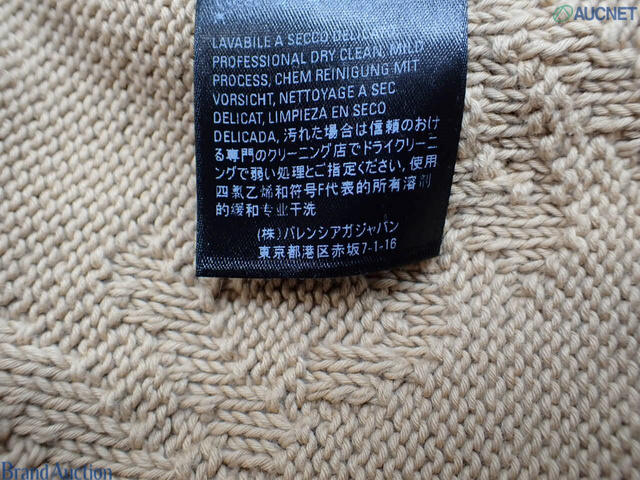 AUCNET
LAVABILE A SECCO DELICATO
PROFESSIONAL DRY CLEAN, MILD
PROCESS, CHEM REINIGUNG MIT
VORSICHT, NETTOYAGE A SEC
DELICAT, LIMPIEZA EN SECO
DELICADA, 汚れた場合は信頼のおけ
る専門のクリーニング店でドライクリーニ
ングで弱い処理とご指定ください, 使用
四氯乙烯和符号F代表的所有溶剂
的缓和专业干洗
(株) バレンシアガジャパン
東京都港区赤坂7-1-16
BrandAuction